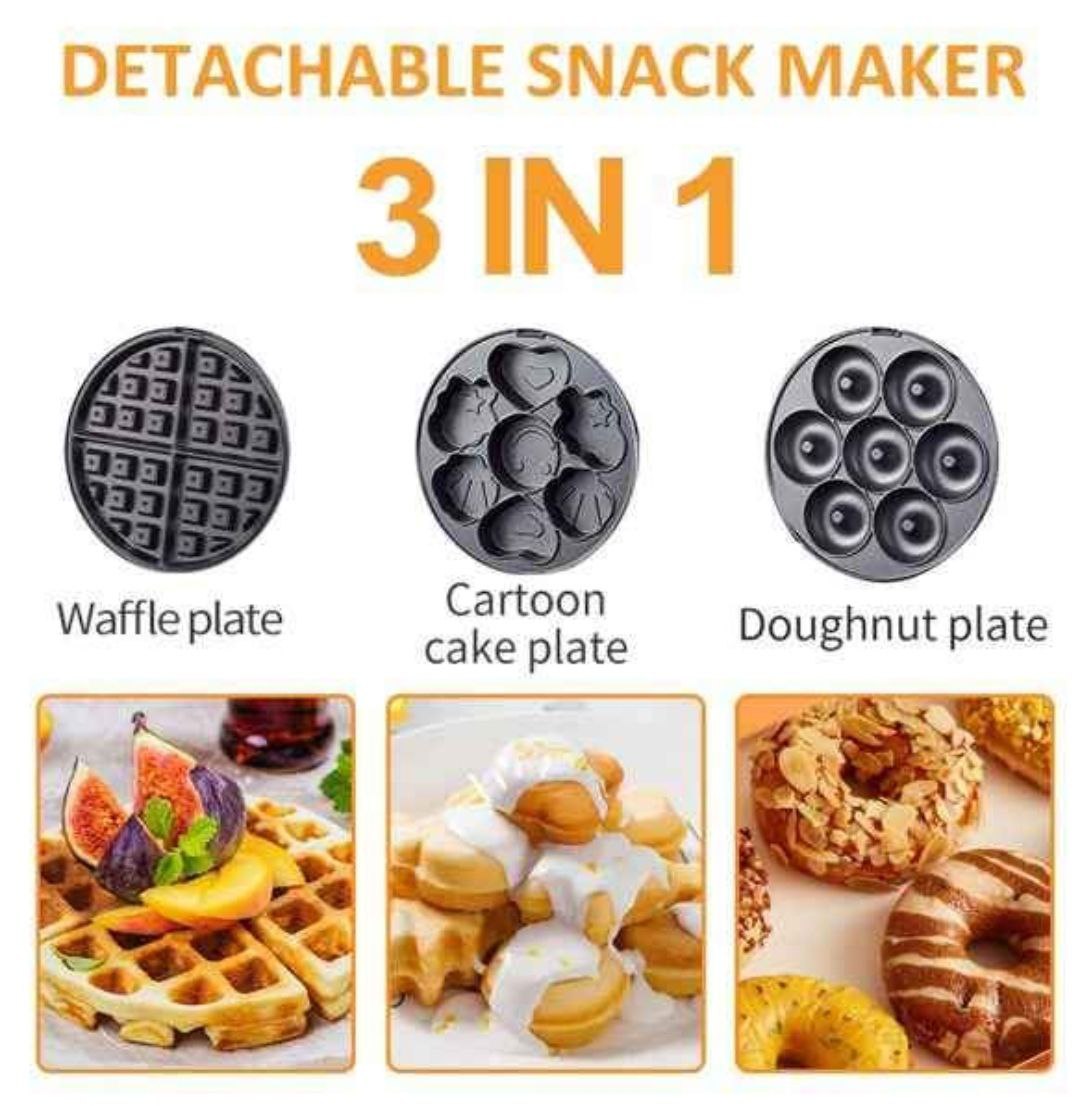 DETACHABLE SNACK MAKER
3 IN 1
Waffle plate
Cartoon
cake plate
Doughnut plate